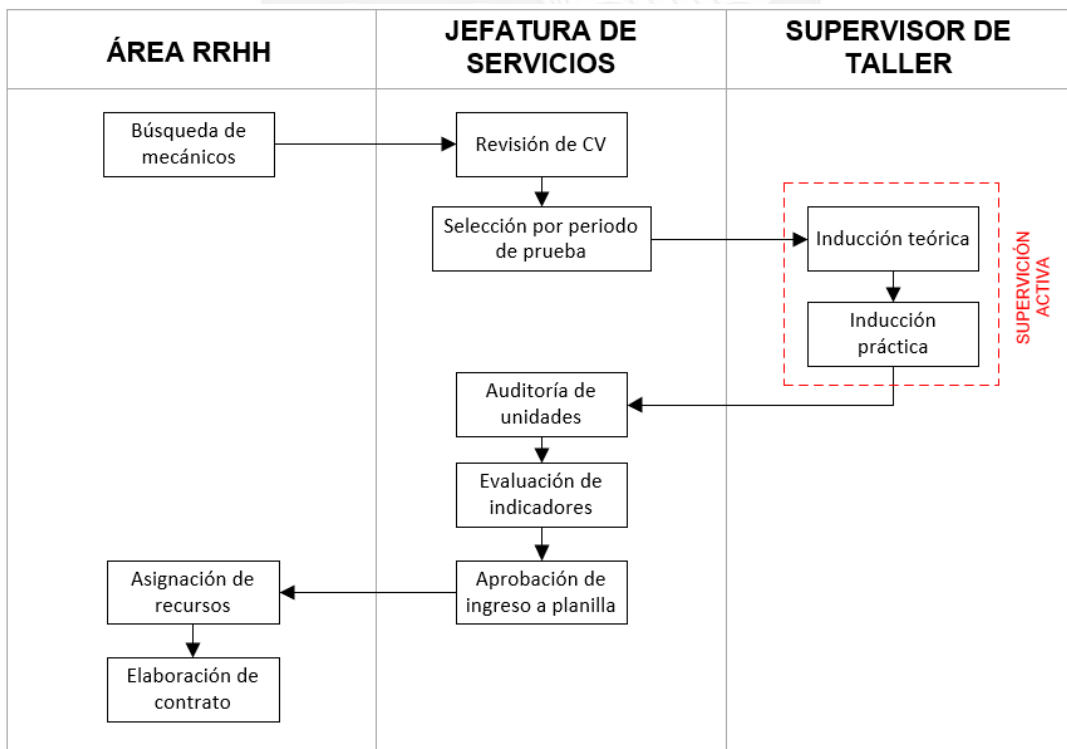 ÁREA RRHH
JEFATURA DE
SERVICIOS
SUPERVISOR DE
TALLER
Búsqueda de
mecánicos
Revisión de CV
Selección por periodo
de prueba
Inducción teórica
Inducción
práctica
SUPERVICIÓN
ACTIVA
Auditoría de
unidades
Evaluación de
indicadores
Aprobación de
ingreso a planilla
Asignación de
recursos
Elaboración de
contrato